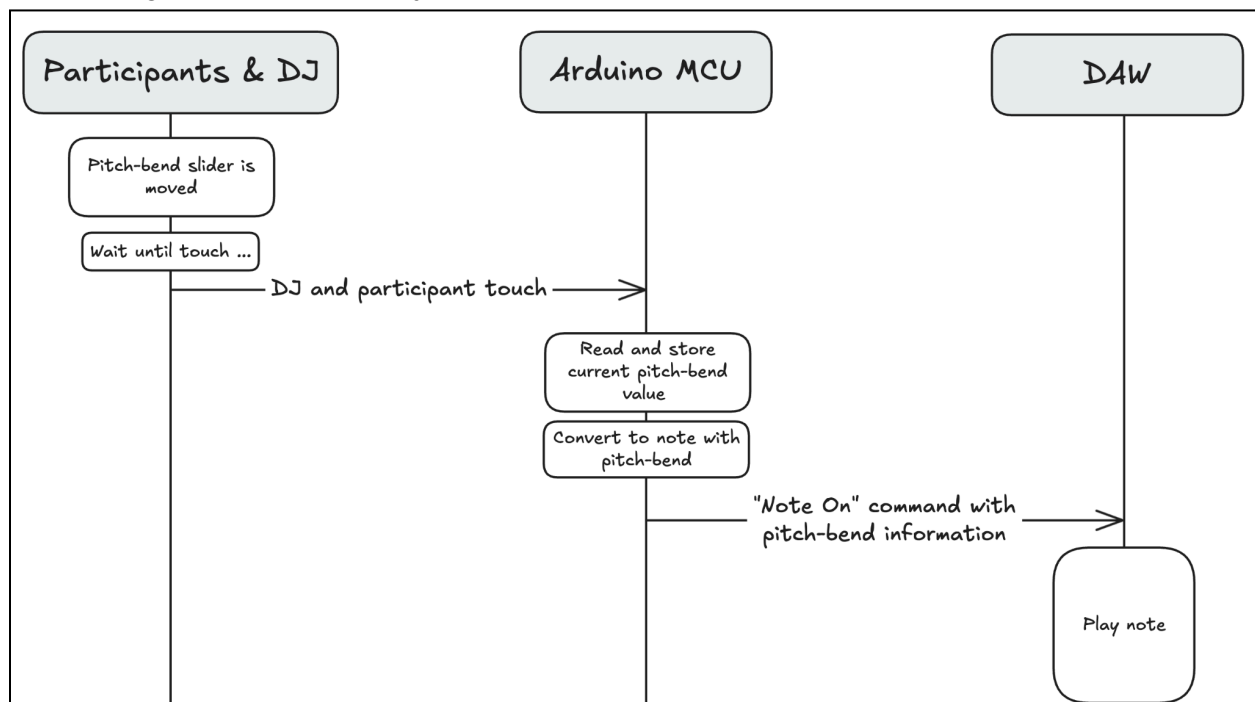 Participants & DJ
Arduino MCU
DAW
Pitch-bend slider is
moved
Wait until touch ...
DJ and participant touch
Read and store
current pitch-bend
value
Convert to note with
pitch-bend
"Note On" command with
pitch-bend information
Play note